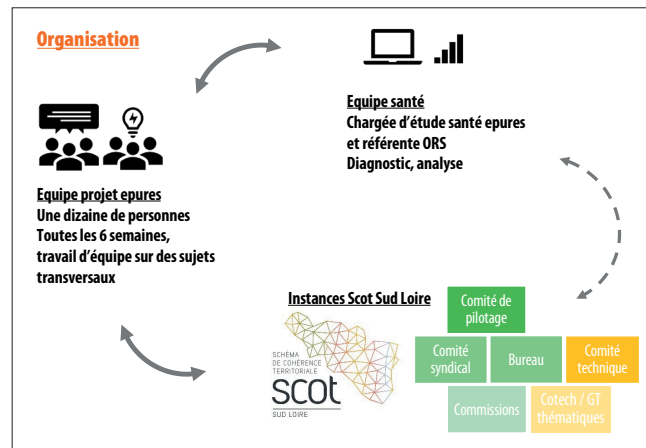 Organisation
Equipe projet epures
Une dizaine de personnes
Toutes les 6 semaines,
travail d'équipe sur des sujets
transversaux
Equipe santé
Chargée d'étude santé epures
et référente ORS
Diagnostic, analyse
Instances Scot Sud Loire
SCHÉMA
DE COHÉRENCE
TERRITORIALE
scot
SUD LOIRE
Comité de
pilotage
Comité
syndical
Bureau
Comité
technique
Commissions
Cotech / GT
thématiques